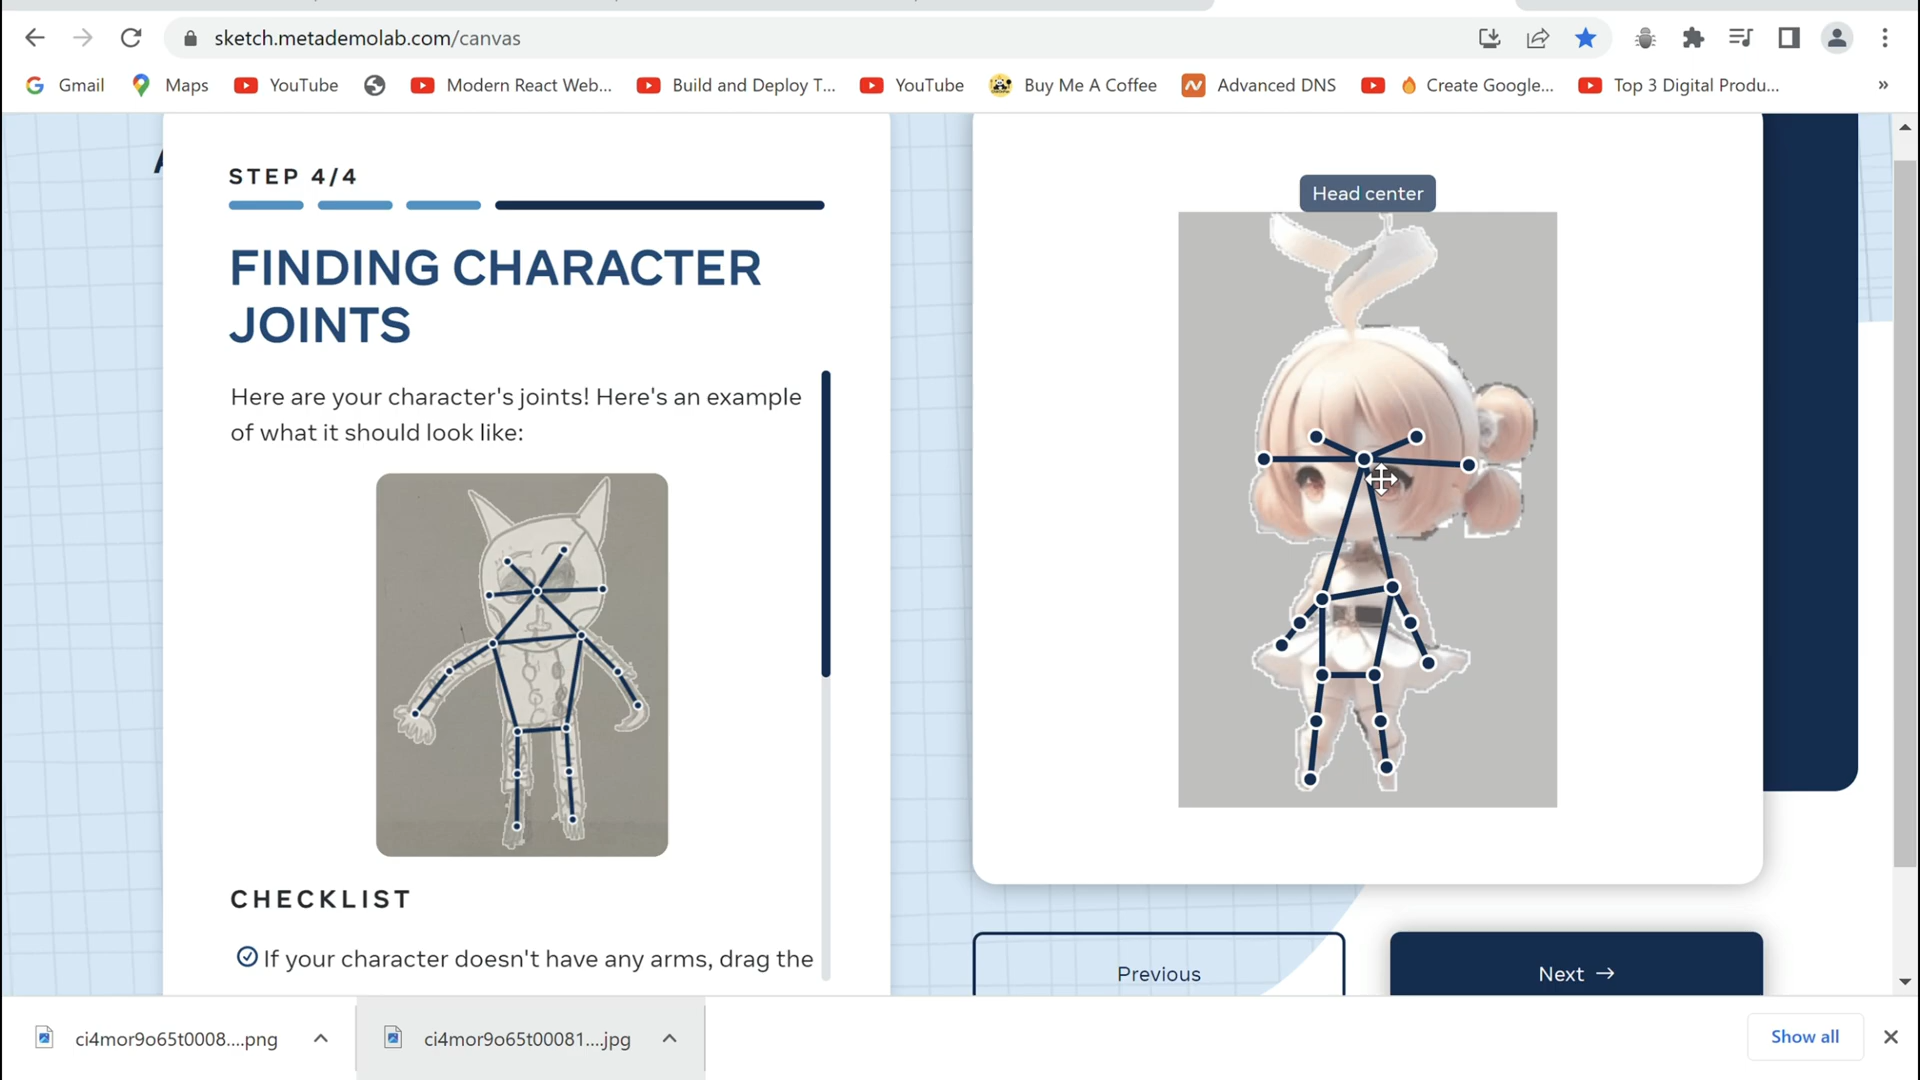 sketch.metademolab.com/canvas
Gmail
Maps
YouTube
Modern React Web...
Build and Deploy T...
YouTube
Buy Me A Coffee
Advanced DNS
Create Google...
Top 3 Digital Produ...
»
STEP 4/4
FINDING CHARACTER
JOINTS
Here are your character's joints! Here's an example
of what it should look like:
CHECKLIST
If your character doesn't have any arms, drag the
Head center
Previous
Next →
ci4mor9o65t0008....png
ci4mor9o65t00081....jpg
Show all